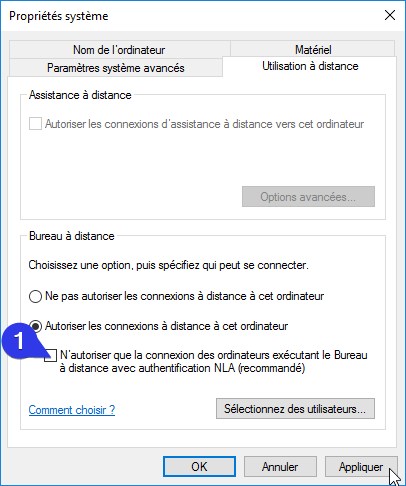 Propriétés système
Nom de l'ordinateur
Matériel
Paramètres système avancés
Utilisation à distance
Assistance à distance
Autoriser les connexions d'assistance à distance vers cet ordinateur
Options avancées...
Bureau à distance
Choisissez une option, puis spécifiez qui peut se connecter.
Ne pas autoriser les connexions à distance à cet ordinateur
Autoriser les connexions à distance à cet ordinateur
1
N'autoriser que la connexion des ordinateurs exécutant le Bureau
à distance avec authentification NLA (recommandé)
Comment choisir ?
Sélectionnez des utilisateurs...
OK
Annuler
Appliquer